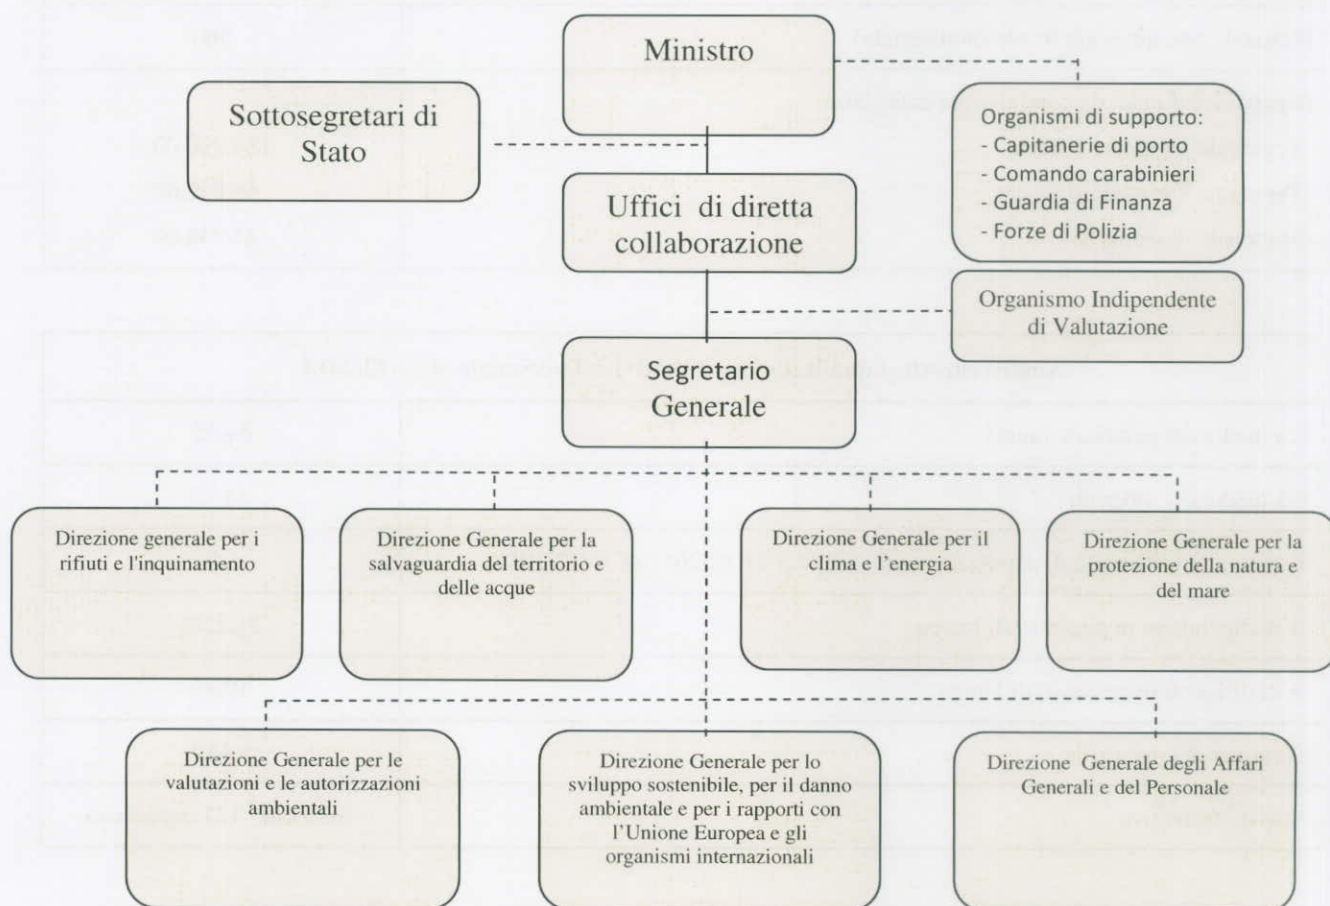 Ministro
Sottosegretari di
Stato
Organismi di supporto:
- Capitanerie di porto
- Comando carabinieri
- Guardia di Finanza
- Forze di Polizia
Uffici di diretta
collaborazione
Organismo Indipendente
di Valutazione
Segretario
Generale
Direzione generale per i
rifiuti e l'inquinamento
Direzione Generale per la
salvaguardia del territorio e
delle acque
Direzione Generale per il
clima e l'energia
Direzione Generale per la
protezione della natura e
del mare
Direzione Generale per le
valutazioni e le autorizzazioni
ambientali
Direzione Generale per lo
sviluppo sostenibile, per il danno
ambientale e per i rapporti con
l'Unione Europea e gli
organismi internazionali
Direzione Generale degli Affari
Generali e del Personale